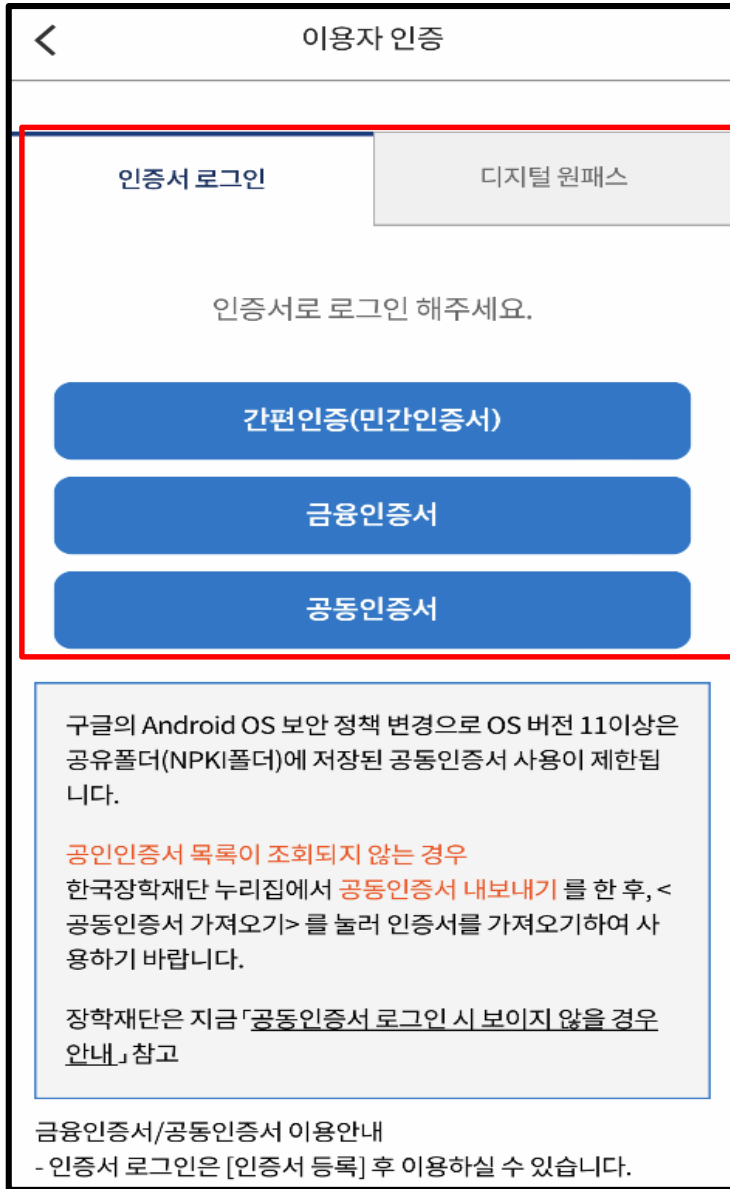 이용자 인증
인증서 로그인
디지털 원패스
인증서로 로그인 해주세요.
간편인증(민간인증서)
금융인증서
공동인증서
구글의 Android OS 보안 정책 변경으로 OS 버전 11이상은
공유폴더(NPKI폴더)에 저장된 공동인증서 사용이 제한됩
니다.
공인인증서 목록이 조회되지 않는 경우
한국장학재단 누리집에서 공동인증서 내보내기 를 한 후, <
공동인증서 가져오기> 를 눌러 인증서를 가져오기하여 사
용하기 바랍니다.
장학재단은 지금 「공동인증서 로그인 시 보이지 않을 경우
안내 」 참고
금융인증서/공동인증서 이용안내
- 인증서 로그인은 [인증서 등록] 후 이용하실 수 있습니다.